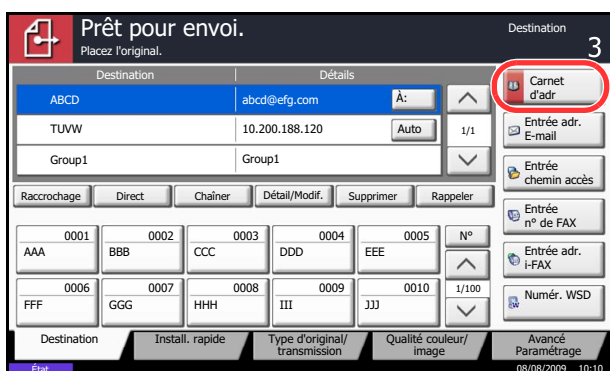 Prêt pour envoi.
Placez l'original.
Destination
3
Destination
Détails
ABCD
abcd@efg.com
À:
TUVW
10.200.188.120
Auto
1/1
Group1
Group1
Carnet
d'adr
Entrée adr.
E-mail
Entrée
chemin accès
Entrée
n° de FAX
Entrée adr.
i-FAX
Numér. WSD
Raccrochage
Direct
Chaîner
Détail/Modif.
Supprimer
Rappeler
0001
AAA
0002
BBB
0003
CCC
0004
DDD
0005
EEE
N°
0006
FFF
0007
GGG
0008
HHH
0009
III
0010
JJJ
1/100
Destination
Install. rapide
Type d'original/
transmission
Qualité couleur/
image
Avancé
Paramétrage
État
08/08/2009 10:10